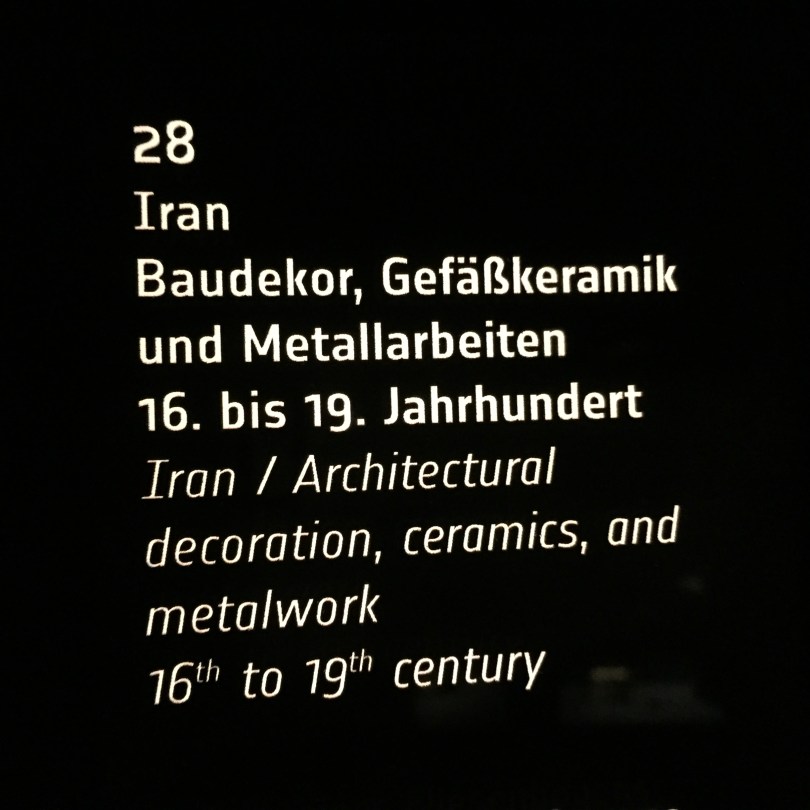 28
Iran
Baudekor, Gefäßkeramik
und Metallarbeiten
16. bis 19. Jahrhundert
Iran / Architectural
decoration, ceramics, and
metalwork
16th to 19th century